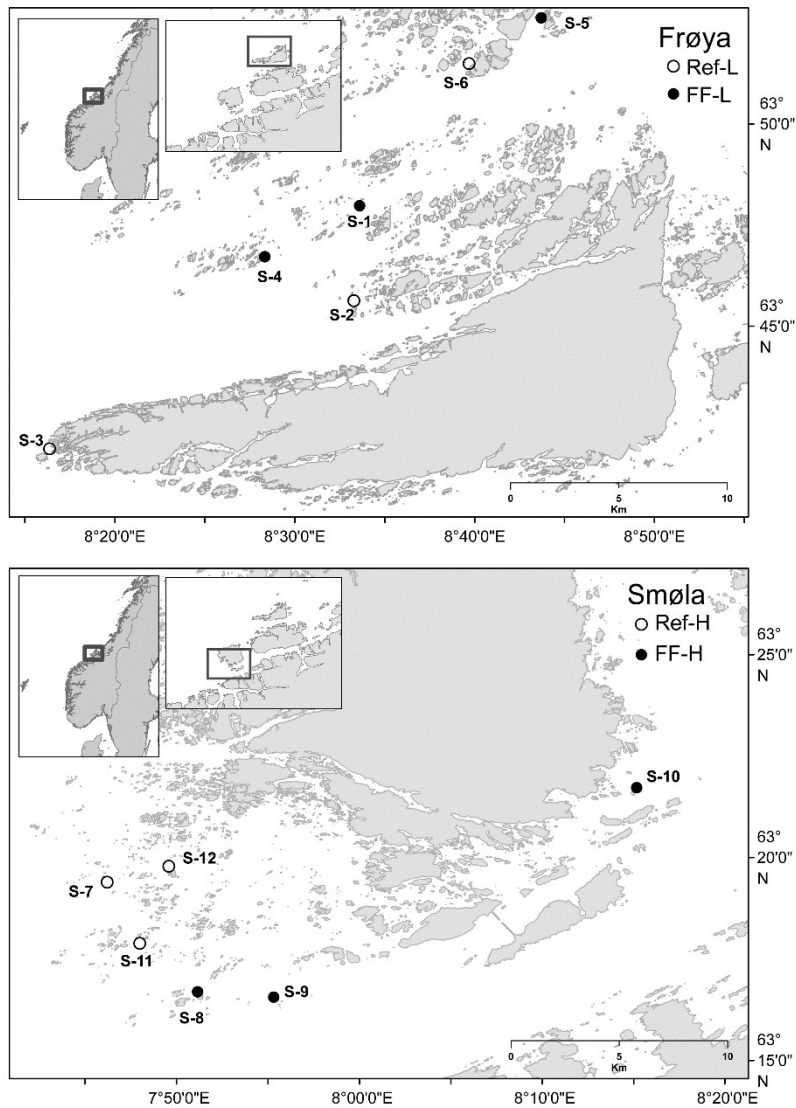 Frøya
Ref-L
FF-L
S-5
S-6
63°
50'0"
N
S-1
S-4
S-2
63°
45'0"
N
S-3
0 5 10
Km
8°20'0"E 8°30'0"E 8°40'0"E 8°50'0"E
Smøla
Ref-H
FF-H
63°
25'0"
N
S-10
63°
20'0"
N
S-12
S-7
S-11
S-9
S-8
0 5 10
Km
63°
15'0"
N
7°50'0"E 8°00'0"E 8°10'0"E 8°20'0"E